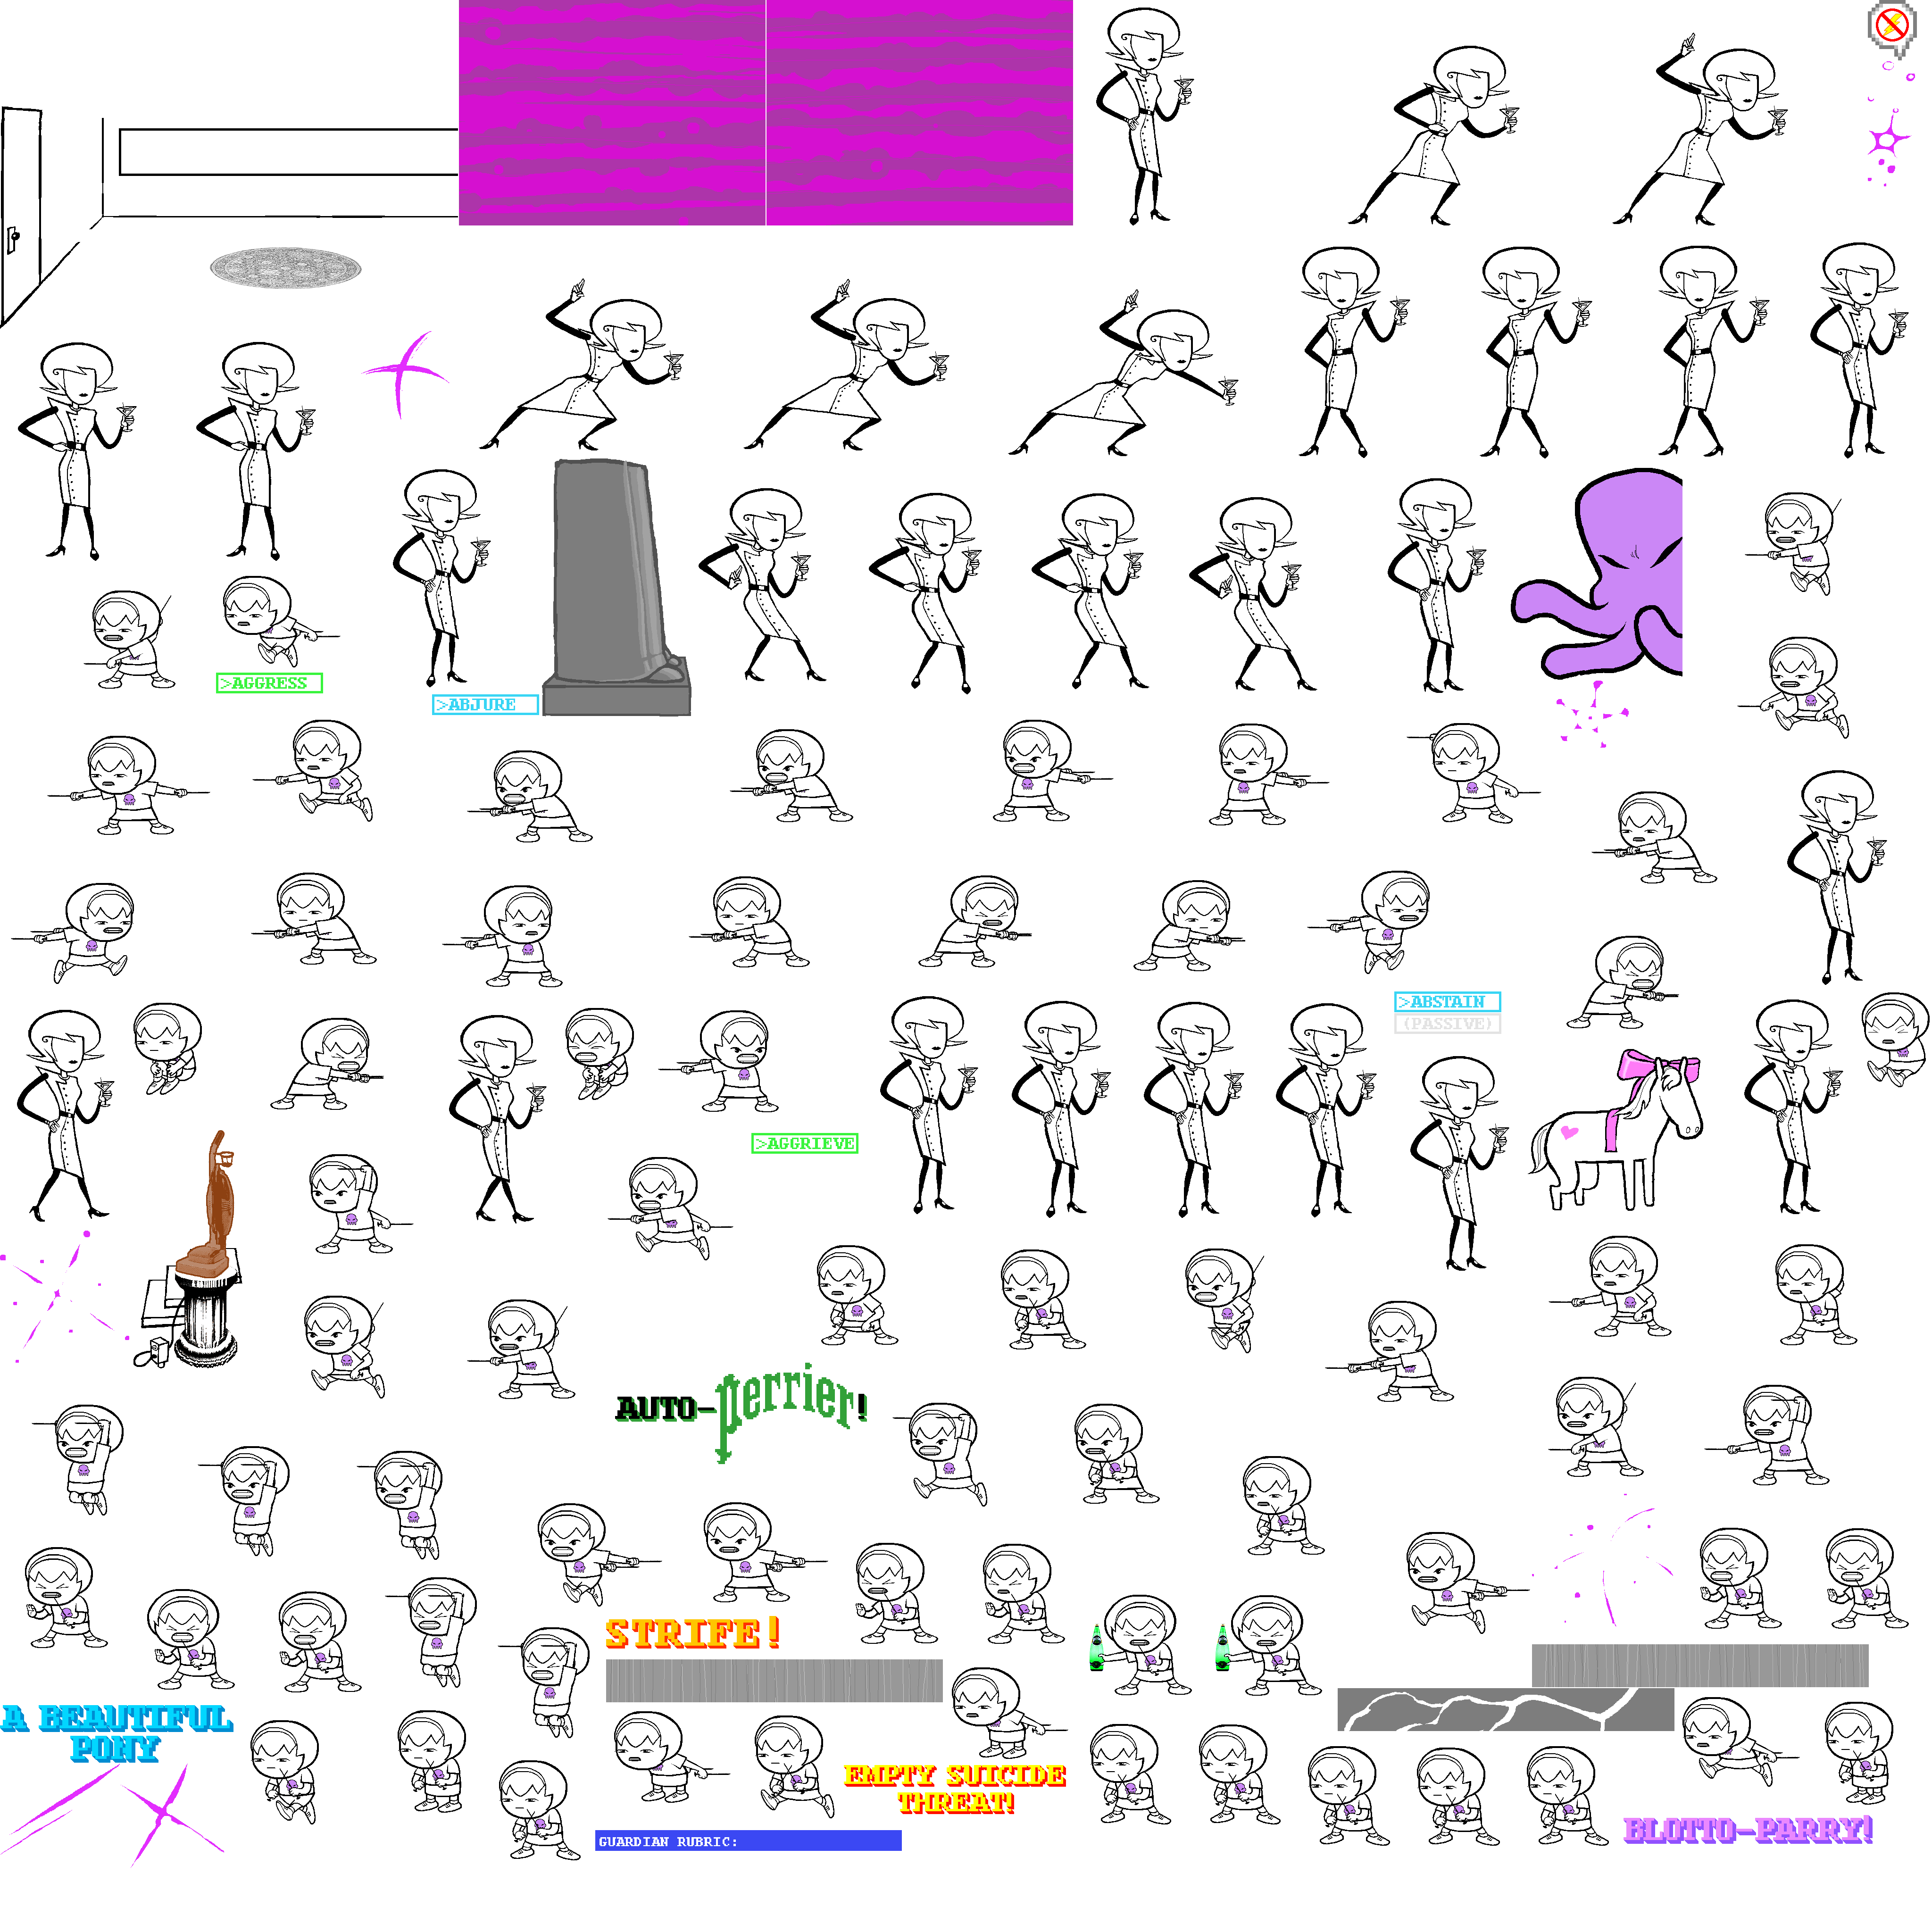 >AGGRESS
>ABJURE
>ABSTAIN
(PASSIVE)
>AGGRIEVE
AUTO-perrier!
STRIFE!
A BEAUTIFUL
PONY
EMPTY SUICIDE
THREAT!
BLOTTO-PARRY!
GUARDIAN RUBRIC: